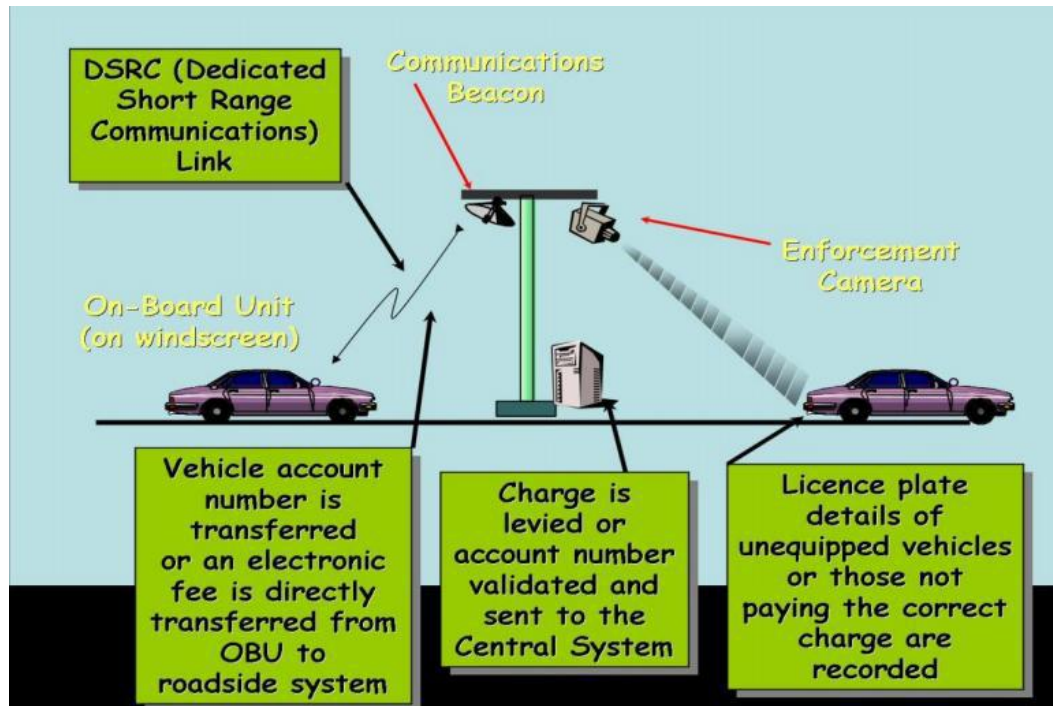 DSRC (Dedicated
Short Range
Communications)
Link
Communications
Beacon
Enforcement
Camera
On-Board Unit
(on windscreen)
Vehicle account
number is
transferred
or an electronic
fee is directly
transferred from
OBU to
roadside system
Charge is
levied or
account number
validated and
sent to the
Central System
Licence plate
details of
unequipped vehicles
or those not
paying the correct
charge are
recorded